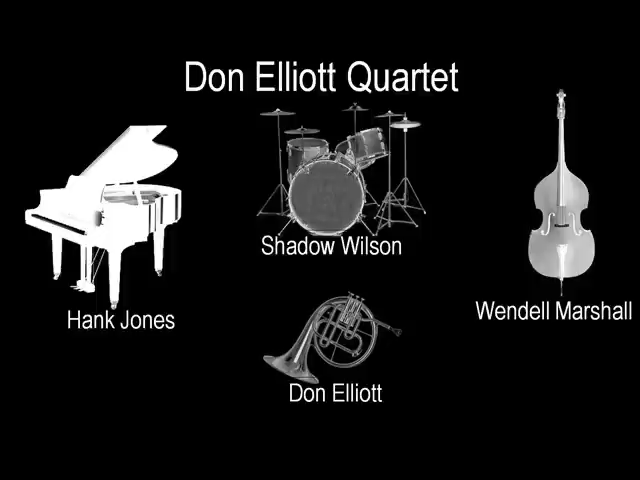 Don Elliott Quartet
Shadow Wilson
Hank Jones
Wendell Marshall
Don Elliott